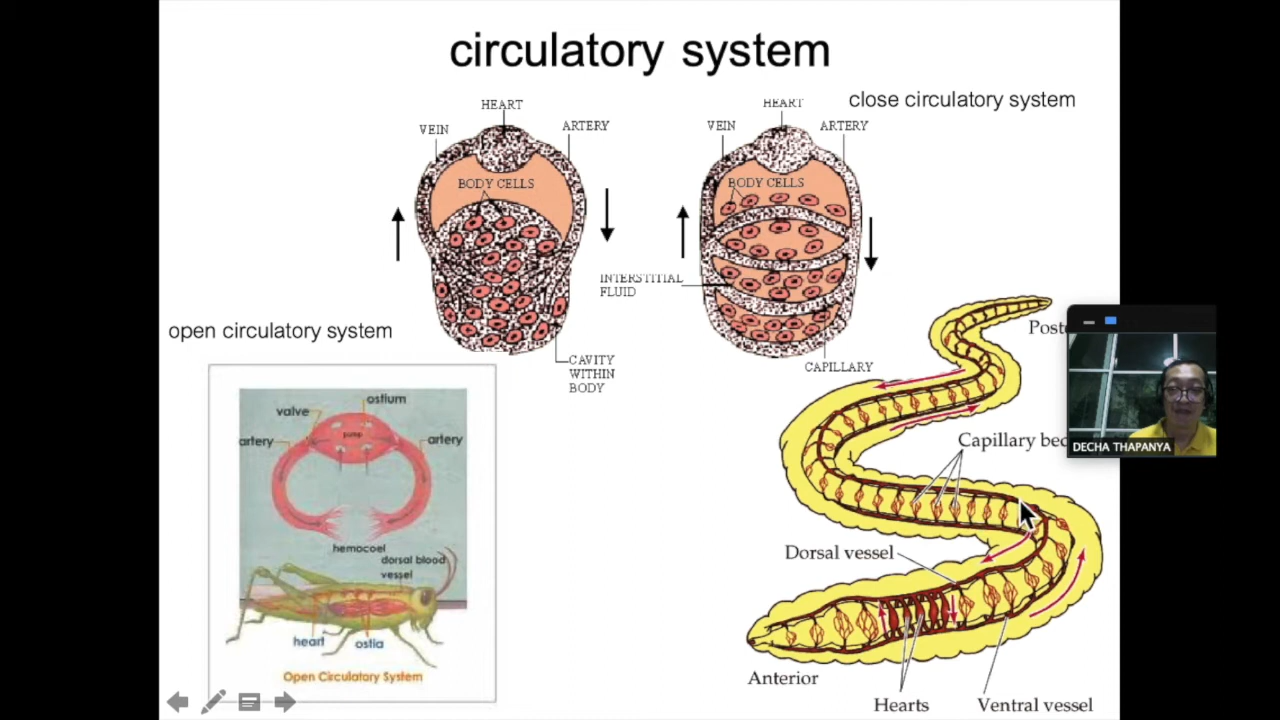 circulatory system
close circulatory system
HEART
VEIN
ARTERY
BODY CELLS
CAVITY
WITHIN
BODY
HEART
VEIN
ARTERY
BODY CELLS
INTERSTITIAL
FLUID
CAPILLARY
open circulatory system
valve
ostium
pump
artery
artery
hemocoel
dorsal blood
vessel
heart
ostia
Open Circulatory System
Capillary
Dorsal vessel
Anterior
Hearts
Ventral vessel
DECHA THAPANYA